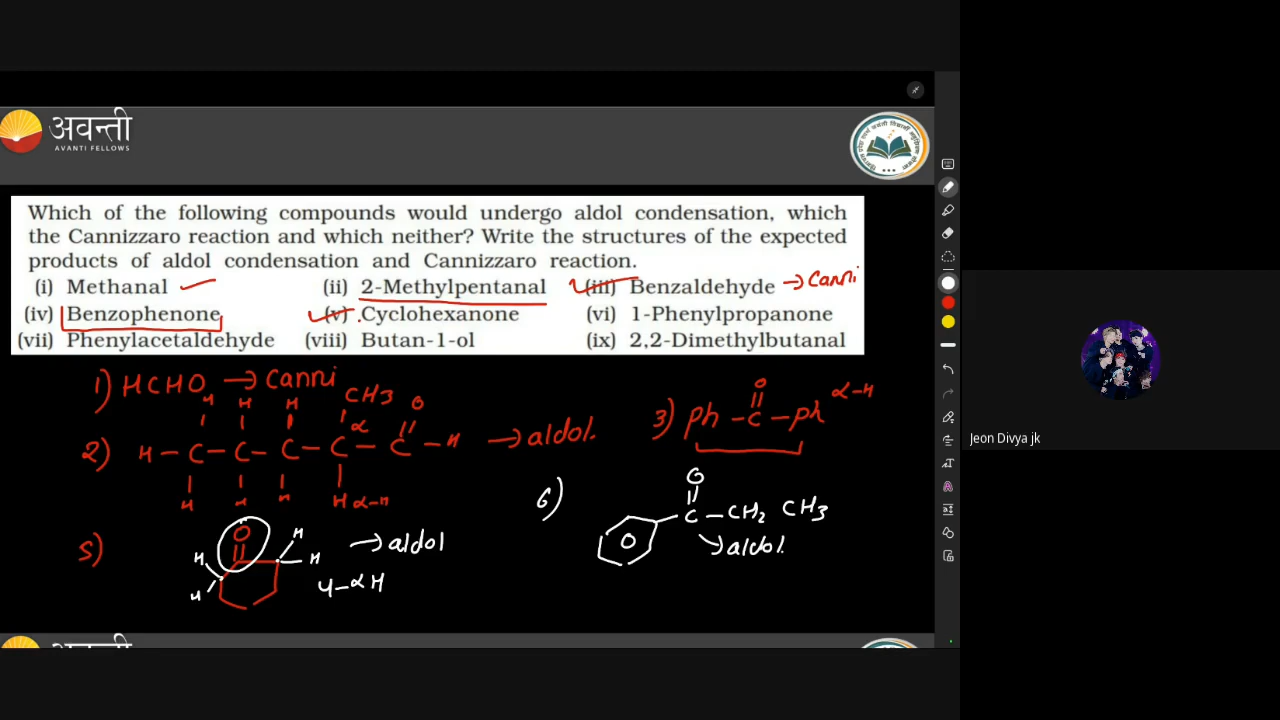 अवन्ती
AVANTI FELLOWS
Which of the following compounds would undergo aldol condensation, which
the Cannizzaro reaction and which neither? Write the structures of the expected
products of aldol condensation and Cannizzaro reaction.
(i) Methanal (ii) 2-Methylpentanal (iii) Benzaldehyde → Canni
(iv) Benzophenone (v) Cyclohexanone (vi) 1-Phenylpropanone
(vii) Phenylacetaldehyde (viii) Butan-1-ol (ix) 2,2-Dimethylbutanal
1) HCHO → Canni
CH3 O
H H H
2) H - C - C - C - C - C - H → aldol.
α
H H H H α-H
3) Ph - C - Ph α-H
O
5) O H H H H → aldol
4-αH
6) O
C - CH2 CH3
→ aldol.
Jeon Divya jk